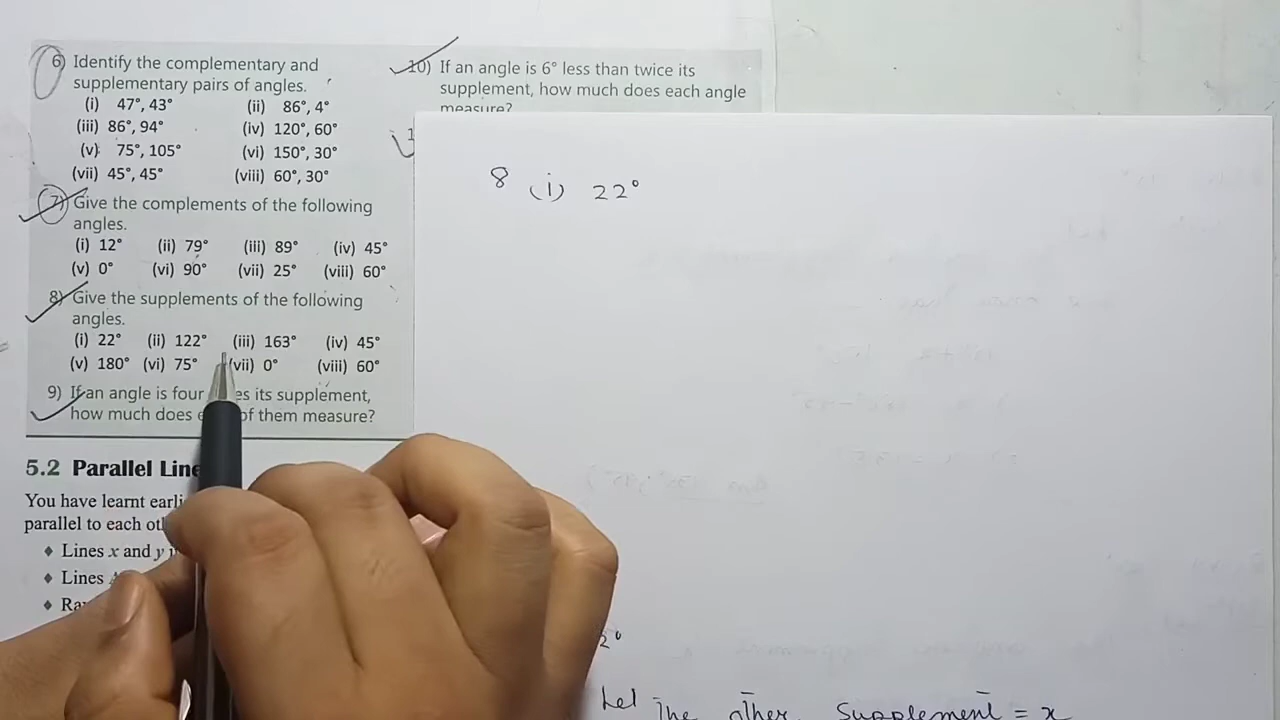 6) Identify the complementary and
supplementary pairs of angles.
(i) 47°, 43° (ii) 86°, 4°
(iii) 86°, 94° (iv) 120°, 60°
(v) 75°, 105° (vi) 150°, 30°
(vii) 45°, 45° (viii) 60°, 30°
7) Give the complements of the following
angles.
(i) 12° (ii) 79° (iii) 89° (iv) 45°
(v) 0° (vi) 90° (vii) 25° (viii) 60°
8) Give the supplements of the following
angles.
(i) 22° (ii) 122° (iii) 163° (iv) 45°
(v) 180° (vi) 75° (vii) 0° (viii) 60°
9) If an angle is four its supplement,
how much does of them measure?
5.2 Parallel
You have learnt
parallel to each
♦ Lines x and y
♦ Lines
10) If an angle is 6° less than twice its
supplement, how much does each angle
measure?
8 (i) 22°
2°
Let The other Supplement = x